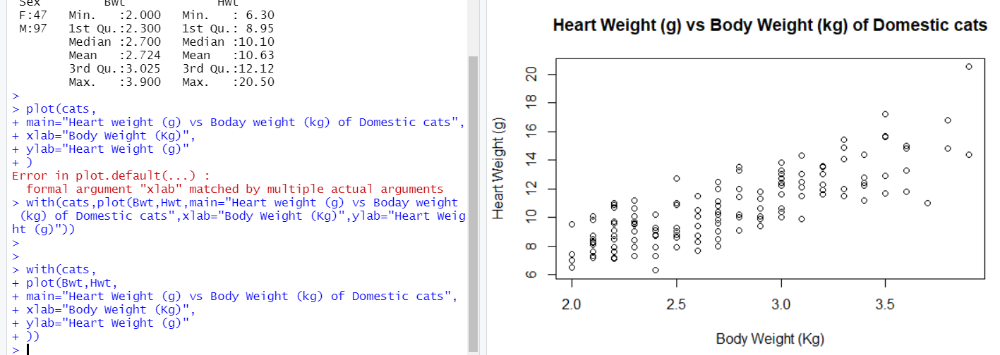 Sex Bwt Hwt
F:47 Min. :2.000 Min. : 6.30
M:97 1st Qu.:2.300 1st Qu.: 8.95
Median :2.700 Median :10.10
Mean :2.724 Mean :10.63
3rd Qu.:3.025 3rd Qu.:12.12
Max. :3.900 Max. :20.50
>
> plot(cats,
+ main="Heart weight (g) vs Boday weight (kg) of Domestic cats",
+ xlab="Body Weight (Kg)",
+ ylab="Heart Weight (g)"
+ )
Error in plot.default(...) :
formal argument "xlab" matched by multiple actual arguments
> with(cats,plot(Bwt,Hwt,main="Heart weight (g) vs Boday weight
(kg) of Domestic cats",xlab="Body Weight (Kg)",ylab="Heart Weig
ht (g)"))
>
>
> with(cats,
+ plot(Bwt,Hwt,
+ main="Heart Weight (g) vs Body Weight (kg) of Domestic cats",
+ xlab="Body Weight (Kg)",
+ ylab="Heart Weight (g)"
+ ))
>
Heart Weight (g) vs Body Weight (kg) of Domestic cats
Heart Weight (g)
20
18
16
14
12
10
8
6
2.0 2.5 3.0 3.5
Body Weight (Kg)